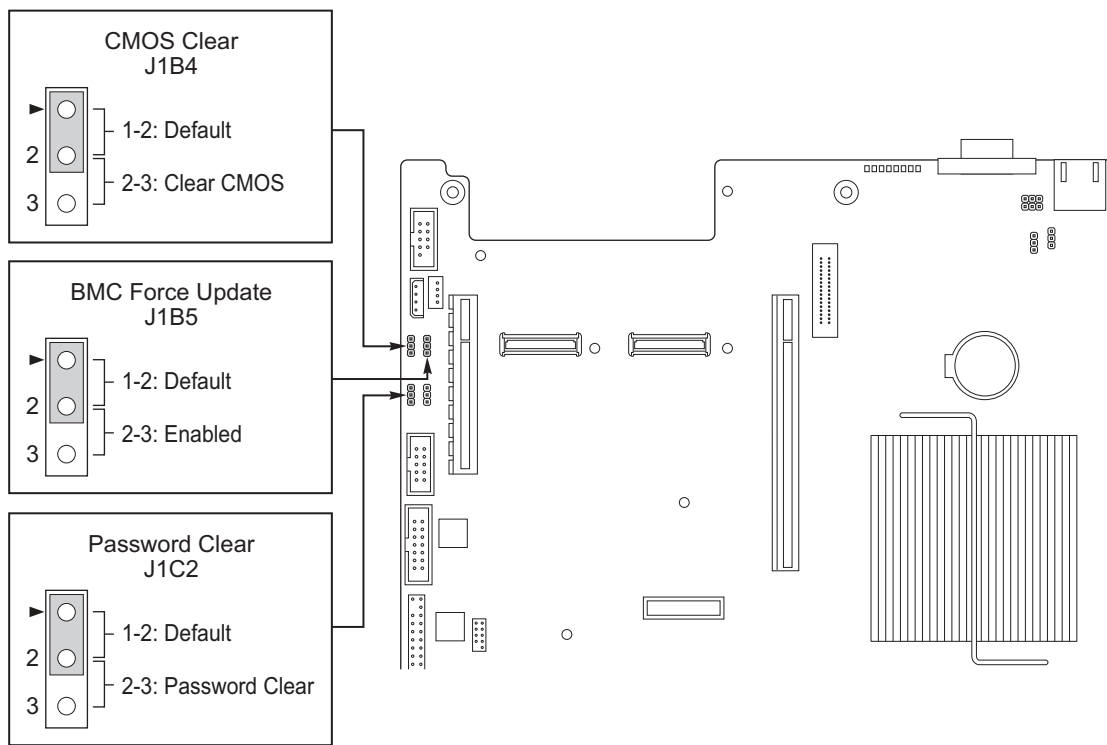 CMOS Clear
J1B4
1-2: Default
2
2-3: Clear CMOS
3
BMC Force Update
J1B5
1-2: Default
2
2-3: Enabled
3
Password Clear
J1C2
1-2: Default
2
2-3: Password Clear
3